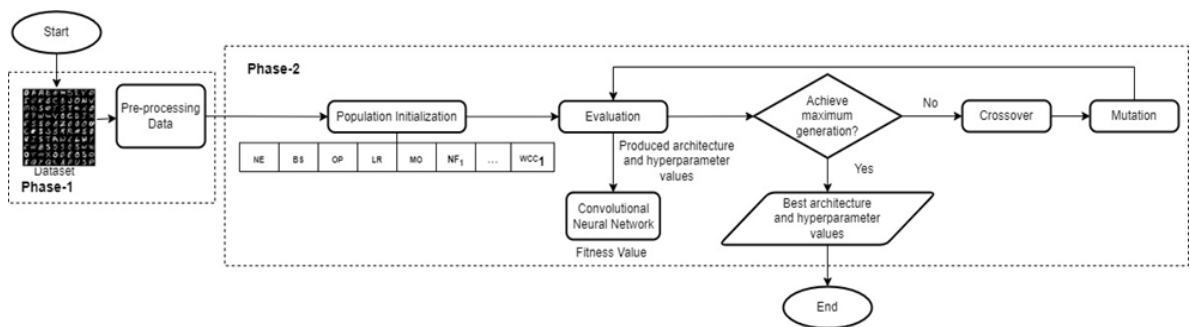 Start
Phase-1
Dataset
Pre-processing
Data
Phase-2
Population Initialization
NE BS OP LR MO NF1 ... WCC1
Evaluation
Produced architecture
and hyperparameter
values
Convolutional
Neural Network
Fitness Value
Achieve
maximum
generation?
No
Crossover
Mutation
Yes
Best architecture
and hyperparameter
values
End